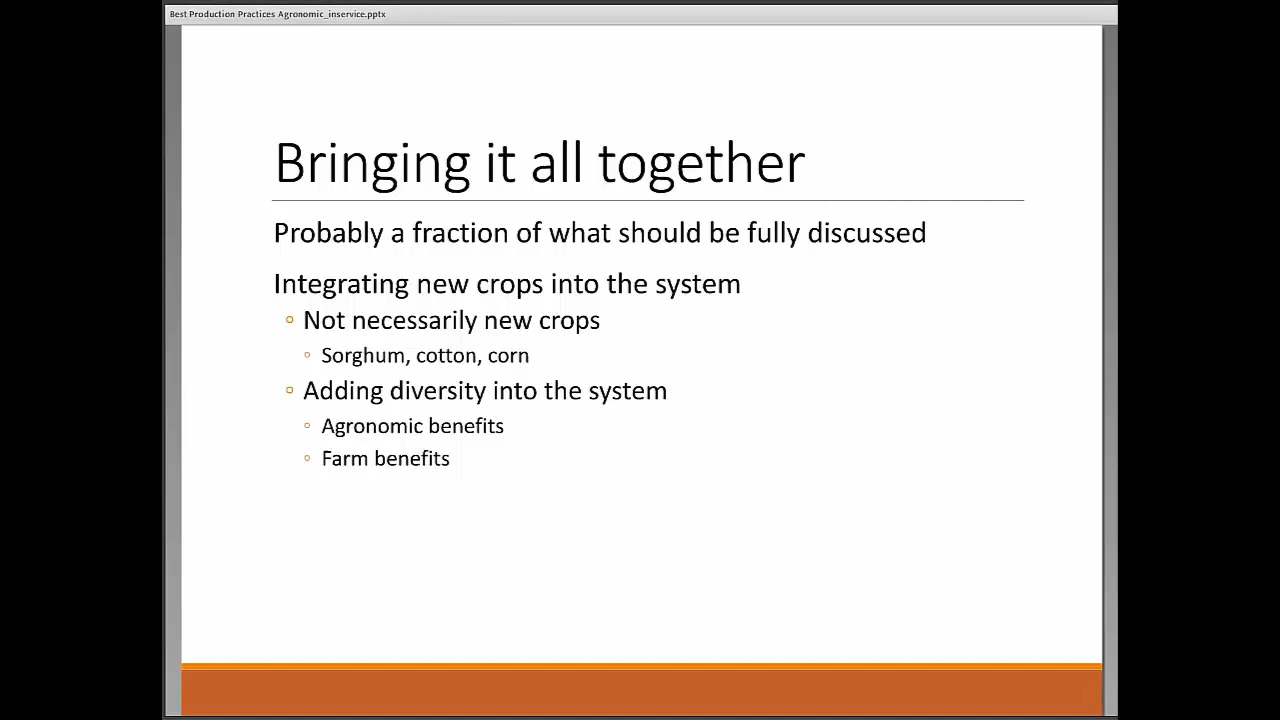 Best Production Practices Agronomic_inservice.pptx
Bringing it all together
Probably a fraction of what should be fully discussed
Integrating new crops into the system
◦ Not necessarily new crops
◦ Sorghum, cotton, corn
◦ Adding diversity into the system
◦ Agronomic benefits
◦ Farm benefits